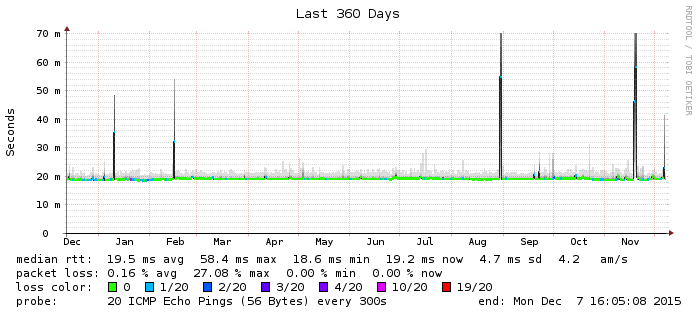 Last 360 Days
RRDTOOL / TOBI OETIKER
Seconds
70 m
60 m
50 m
40 m
30 m
20 m
10 m
0
Dec Jan Feb Mar Apr May Jun Jul Aug Sep Oct Nov
median rtt: 19.5 ms avg 58.4 ms max 18.6 ms min 19.2 ms now 4.7 ms sd 4.2 am/s
packet loss: 0.16 % avg 27.08 % max 0.00 % min 0.00 % now
loss color: 0 1/20 2/20 3/20 4/20 10/20 19/20
probe: 20 ICMP Echo Pings (56 Bytes) every 300s end: Mon Dec 7 16:05:08 2015